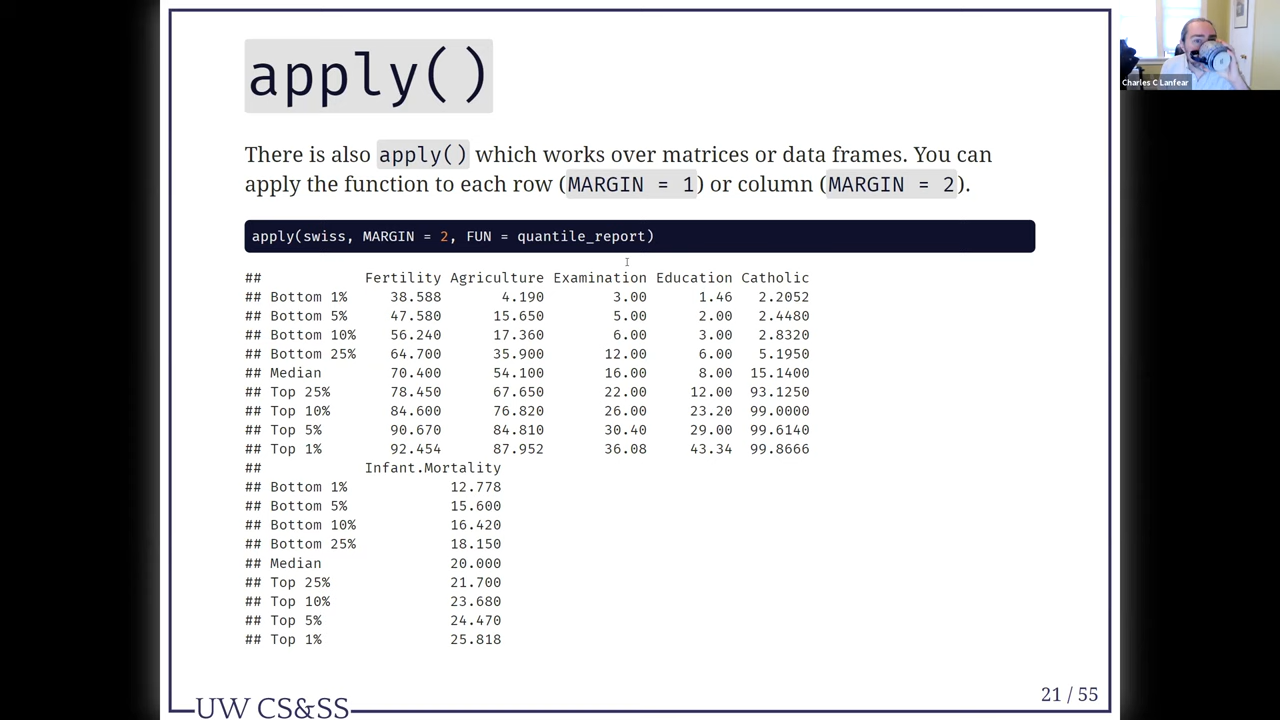 apply()
Charles C Lanfear
There is also apply() which works over matrices or data frames. You can
apply the function to each row (MARGIN = 1) or column (MARGIN = 2).
apply(swiss, MARGIN = 2, FUN = quantile_report)
## Fertility Agriculture Examination Education Catholic
## Bottom 1% 38.588 4.190 3.00 1.46 2.2052
## Bottom 5% 47.580 15.650 5.00 2.00 2.4480
## Bottom 10% 56.240 17.360 6.00 3.00 2.8320
## Bottom 25% 64.700 35.900 12.00 6.00 5.1950
## Median 70.400 54.100 16.00 8.00 15.1400
## Top 25% 78.450 67.650 22.00 12.00 93.1250
## Top 10% 84.600 76.820 26.00 23.20 99.0000
## Top 5% 90.670 84.810 30.40 29.00 99.6140
## Top 1% 92.454 87.952 36.08 43.34 99.8666
## Infant.Mortality
## Bottom 1% 12.778
## Bottom 5% 15.600
## Bottom 10% 16.420
## Bottom 25% 18.150
## Median 20.000
## Top 25% 21.700
## Top 10% 23.680
## Top 5% 24.470
## Top 1% 25.818
UW CS&SS
21 / 55